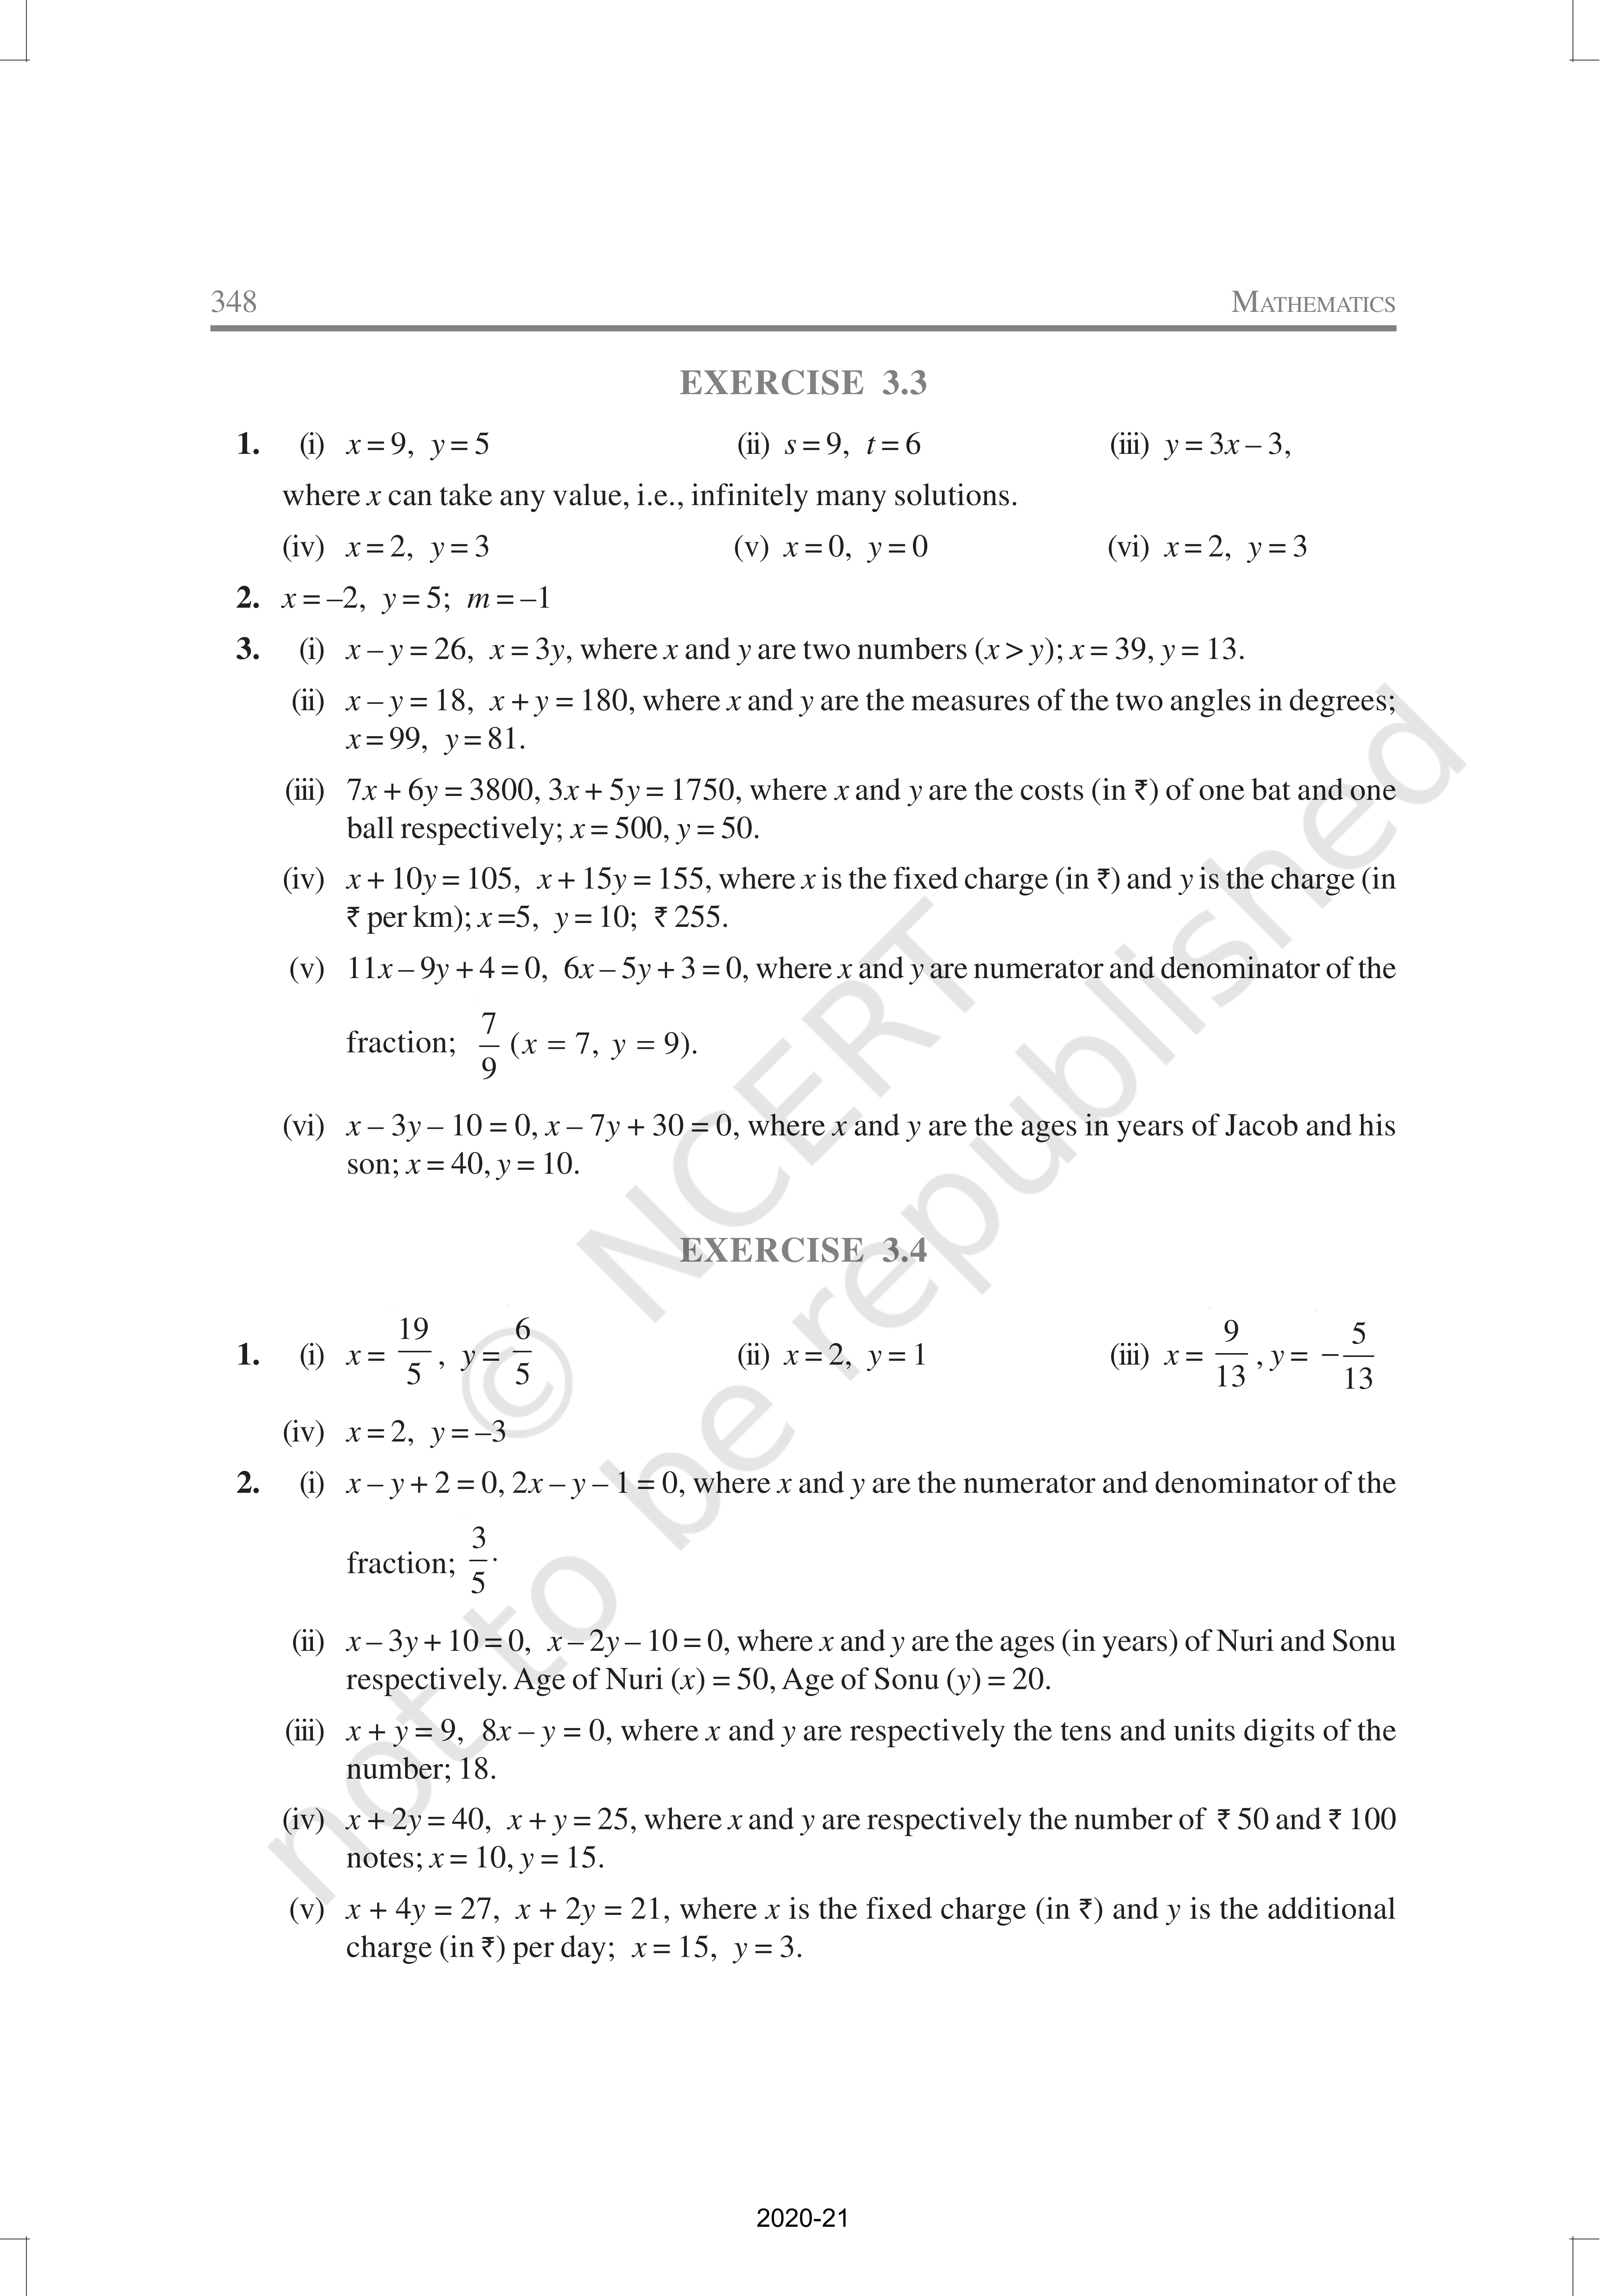 348 MATHEMATICS
EXERCISE 3.3
1. (i) x = 9, y = 5 (ii) s = 9, t = 6 (iii) y = 3x – 3,
where x can take any value, i.e., infinitely many solutions.
(iv) x = 2, y = 3 (v) x = 0, y = 0 (vi) x = 2, y = 3
2. x = –2, y = 5; m = –1
3. (i) x – y = 26, x = 3y, where x and y are two numbers (x > y); x = 39, y = 13.
(ii) x – y = 18, x + y = 180, where x and y are the measures of the two angles in degrees;
x = 99, y = 81.
(iii) 7x + 6y = 3800, 3x + 5y = 1750, where x and y are the costs (in ₹) of one bat and one
ball respectively; x = 500, y = 50.
(iv) x + 10y = 105, x + 15y = 155, where x is the fixed charge (in ₹) and y is the charge (in
₹ per km); x =5, y = 10; ₹ 255.
(v) 11x – 9y + 4 = 0, 6x – 5y + 3 = 0, where x and y are numerator and denominator of the
fraction; 7/9 (x = 7, y = 9).
(vi) x – 3y – 10 = 0, x – 7y + 30 = 0, where x and y are the ages in years of Jacob and his
son; x = 40, y = 10.
EXERCISE 3.4
1. (i) x = 19/5 , y = 6/5 (ii) x = 2, y = 1 (iii) x = 9/13 , y = −5/13
(iv) x = 2, y = –3
2. (i) x – y + 2 = 0, 2x – y – 1 = 0, where x and y are the numerator and denominator of the
fraction; 3/5.
(ii) x – 3y + 10 = 0, x – 2y – 10 = 0, where x and y are the ages (in years) of Nuri and Sonu
respectively. Age of Nuri (x) = 50, Age of Sonu (y) = 20.
(iii) x + y = 9, 8x – y = 0, where x and y are respectively the tens and units digits of the
number; 18.
(iv) x + 2y = 40, x + y = 25, where x and y are respectively the number of ₹ 50 and ₹ 100
notes; x = 10, y = 15.
(v) x + 4y = 27, x + 2y = 21, where x is the fixed charge (in ₹) and y is the additional
charge (in ₹) per day; x = 15, y = 3.
© NCERT
not to be republished
2020-21